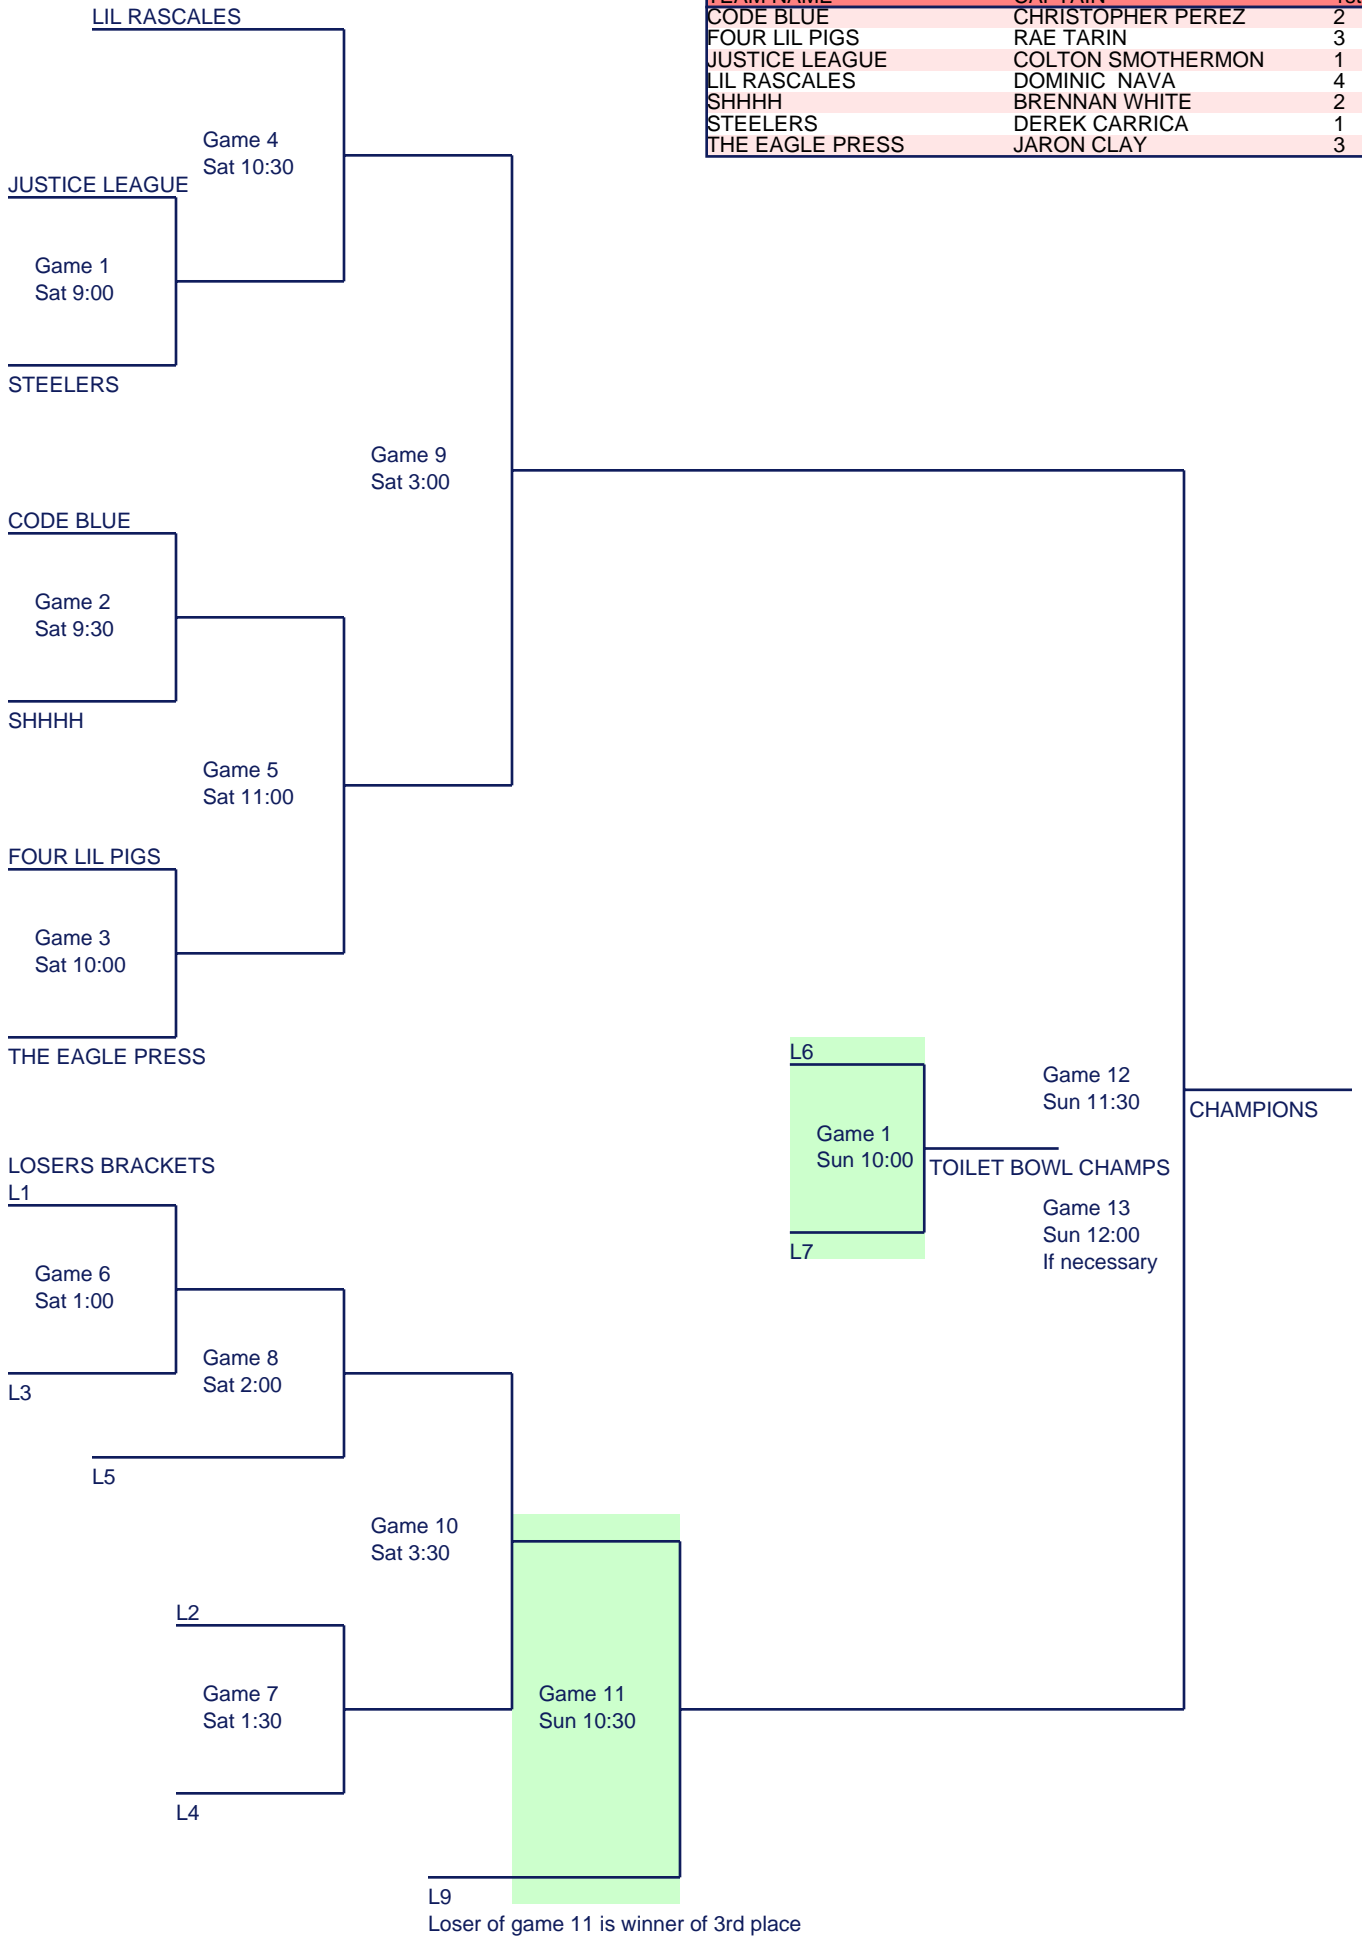 LIL RASCALES
TEAM NAME CAPTAIN
CODE BLUE CHRISTOPHER PEREZ 2
FOUR LIL PIGS RAE TARIN 3
JUSTICE LEAGUE COLTON SMOTHERMON 1
LIL RASCALES DOMINIC NAVA 4
SHHHH BRENNAN WHITE 2
STEELERS DEREK CARRICA 1
THE EAGLE PRESS JARON CLAY 3
Game 4
Sat 10:30
JUSTICE LEAGUE
Game 1
Sat 9:00
STEELERS
Game 9
Sat 3:00
CODE BLUE
Game 2
Sat 9:30
SHHHH
Game 5
Sat 11:00
FOUR LIL PIGS
Game 3
Sat 10:00
THE EAGLE PRESS
L6
Game 12
Sun 11:30
CHAMPIONS
Game 1
Sun 10:00
TOILET BOWL CHAMPS
Game 13
Sun 12:00
If necessary
L7
LOSERS BRACKETS
L1
Game 6
Sat 1:00
L3
Game 8
Sat 2:00
L5
Game 10
Sat 3:30
L2
Game 7
Sat 1:30
L4
Game 11
Sun 10:30
L9
Loser of game 11 is winner of 3rd place